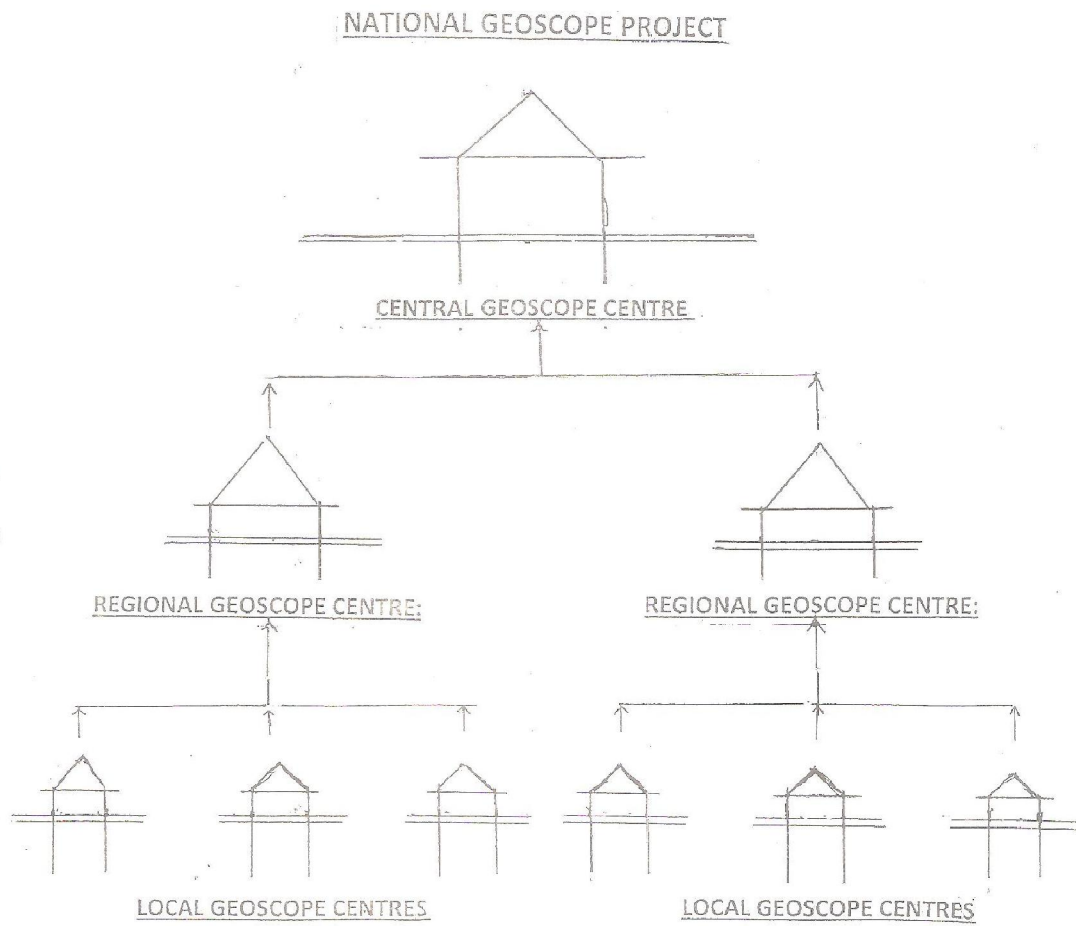 NATIONAL GEOSCOPE PROJECT
CENTRAL GEOSCOPE CENTRE
REGIONAL GEOSCOPE CENTRE:
REGIONAL GEOSCOPE CENTRE:
LOCAL GEOSCOPE CENTRES
LOCAL GEOSCOPE CENTRES